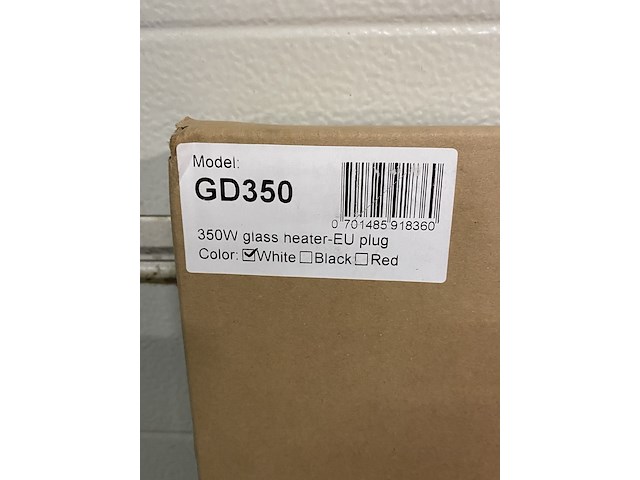 Model:
GD350
0 701485 918360
350W glass heater-EU plug
Color: ☑White ☐Black ☐Red